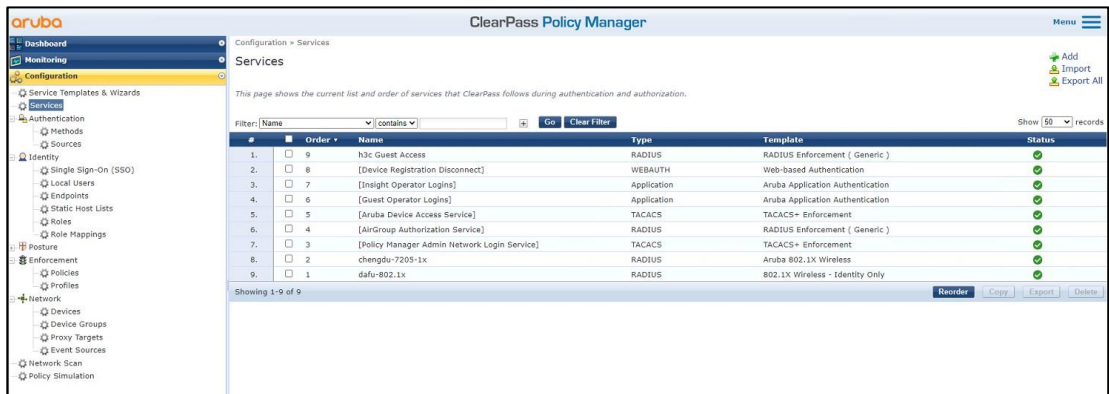 aruba
ClearPass Policy Manager
Menu
Dashboard
Monitoring
Configuration
Service Templates & Wizards
Services
Authentication
Methods
Sources
Identity
Single Sign-On (SSO)
Local Users
Endpoints
Static Host Lists
Roles
Role Mappings
Posture
Enforcement
Policies
Profiles
Network
Devices
Device Groups
Proxy Targets
Event Sources
Network Scan
Policy Simulation
Configuration » Services
Services
Add
Import
Export All
This page shows the current list and order of services that ClearPass follows during authentication and authorization.
Filter: Name contains + Go Clear Filter Show 50 records
# Order Name Type Template Status
1. 9 h3c Guest Access RADIUS RADIUS Enforcement ( Generic )
2. 8 [Device Registration Disconnect] WEBAUTH Web-based Authentication
3. 7 [Insight Operator Logins] Application Aruba Application Authentication
4. 6 [Guest Operator Logins] Application Aruba Application Authentication
5. 5 [Aruba Device Access Service] TACACS TACACS+ Enforcement
6. 4 [AirGroup Authorization Service] RADIUS RADIUS Enforcement ( Generic )
7. 3 [Policy Manager Admin Network Login Service] TACACS TACACS+ Enforcement
8. 2 chengdu-7205-1x RADIUS Aruba 802.1X Wireless
9. 1 dafu-802.1x RADIUS 802.1X Wireless - Identity Only
Showing 1-9 of 9 Reorder Copy Export Delete